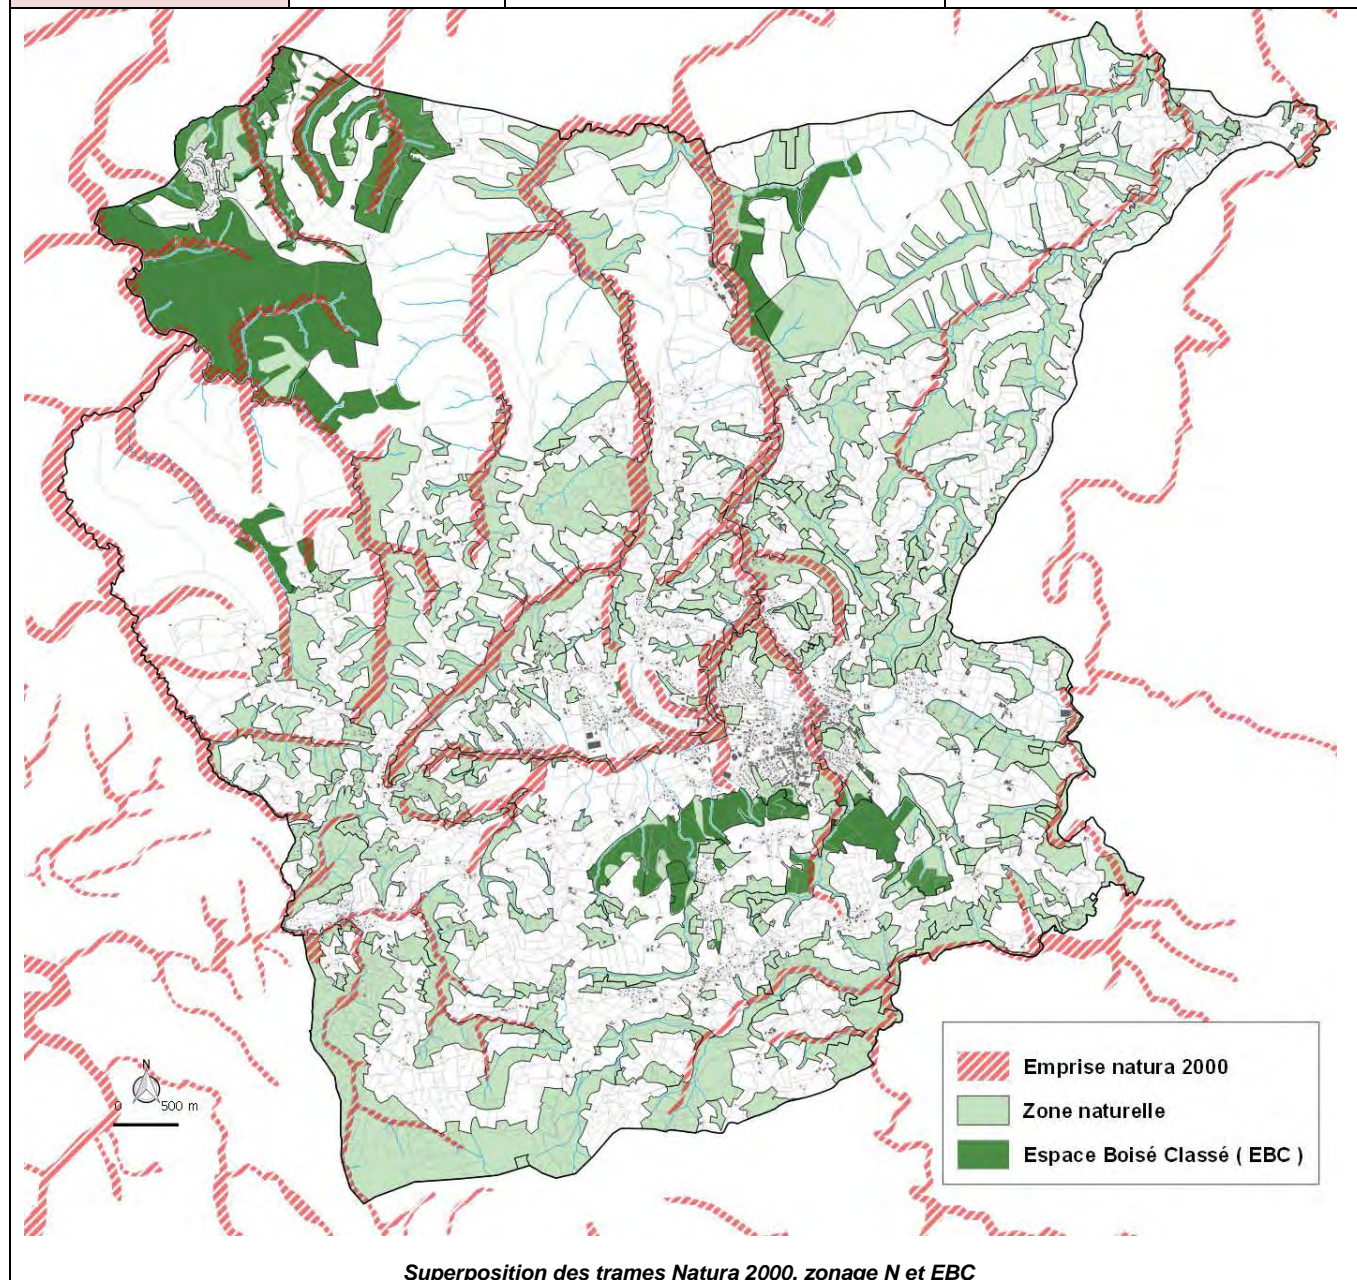 N
0 500 m
Emprise natura 2000
Zone naturelle
Espace Boisé Classé ( EBC )
Superposition des trames Natura 2000, zonage N et EBC